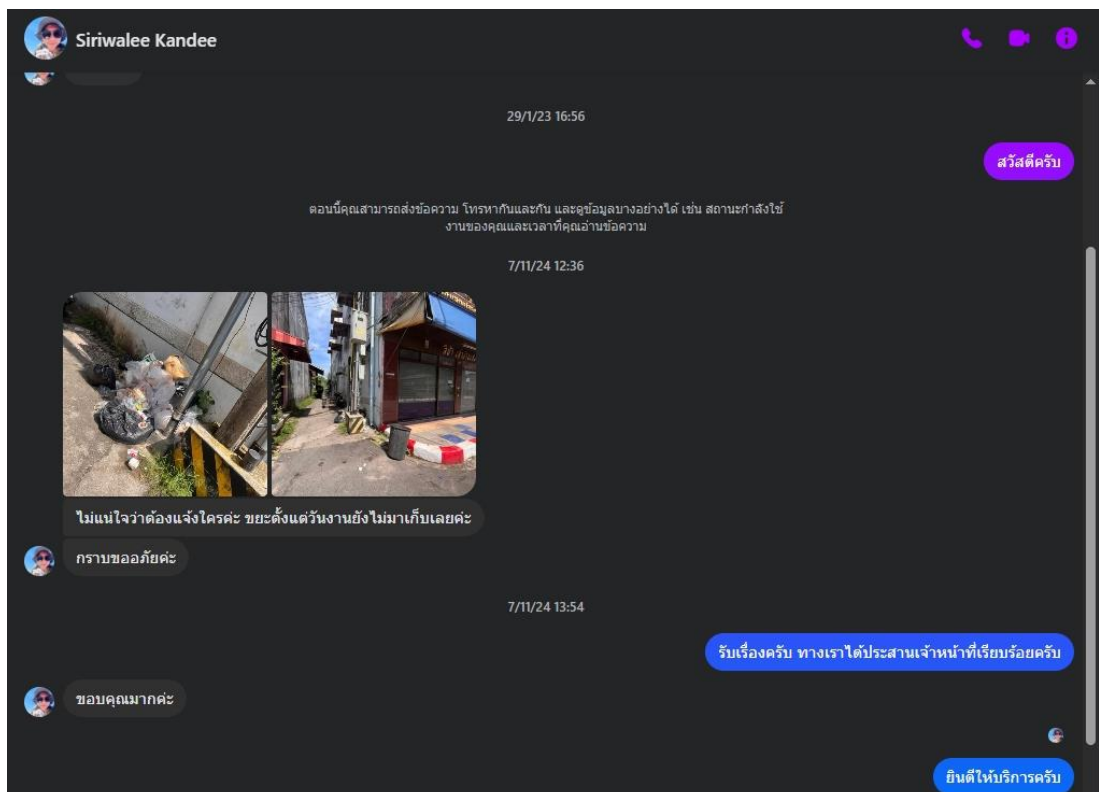 Siriwalee Kandee
29/1/23 16:56
สวัสดีครับ
ตอนนี้คุณสามารถส่งข้อความ โทรหากันและกัน และดูข้อมูลบางอย่างได้ เช่น สถานะกำลังใช้
งานของคุณและเวลาที่คุณอ่านข้อความ
7/11/24 12:36
ไม่แน่ใจว่าต้องแจ้งใครค่ะ ขยะตั้งแต่วันงานยังไม่มาเก็บเลยค่ะ
กราบขออภัยค่ะ
7/11/24 13:54
รับเรื่องครับ ทางเราได้ประสานเจ้าหน้าที่เรียบร้อยครับ
ขอบคุณมากค่ะ
ยินดีให้บริการครับ